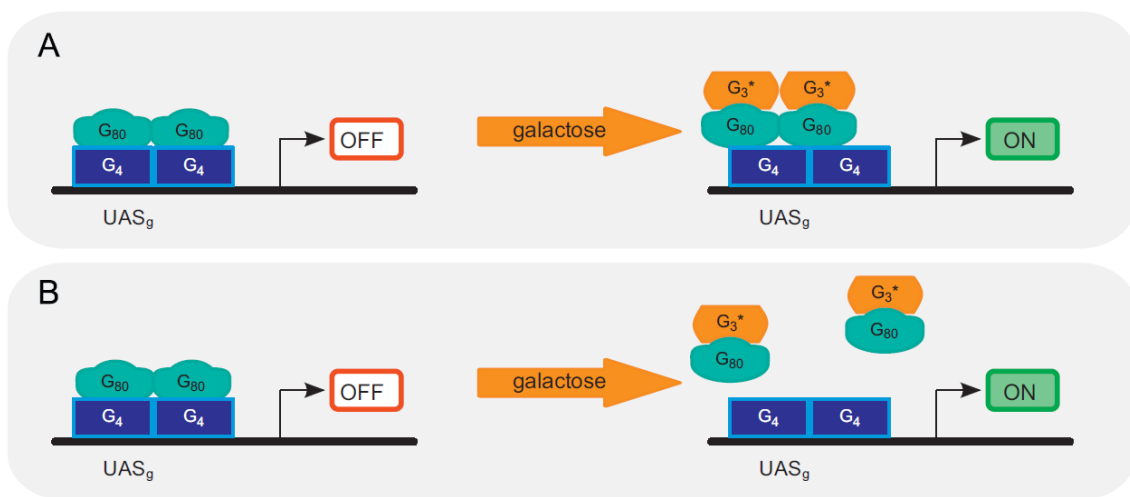 A
G₃* G₃*
G₈₀ G₈₀ OFF galactose G₈₀ G₈₀ ON
G₄ G₄ G₄ G₄
UASg UASg
B
G₃*
G₃* G₈₀
G₈₀ G₈₀ OFF galactose G₈₀ ON
G₄ G₄ G₄ G₄
UASg UASg